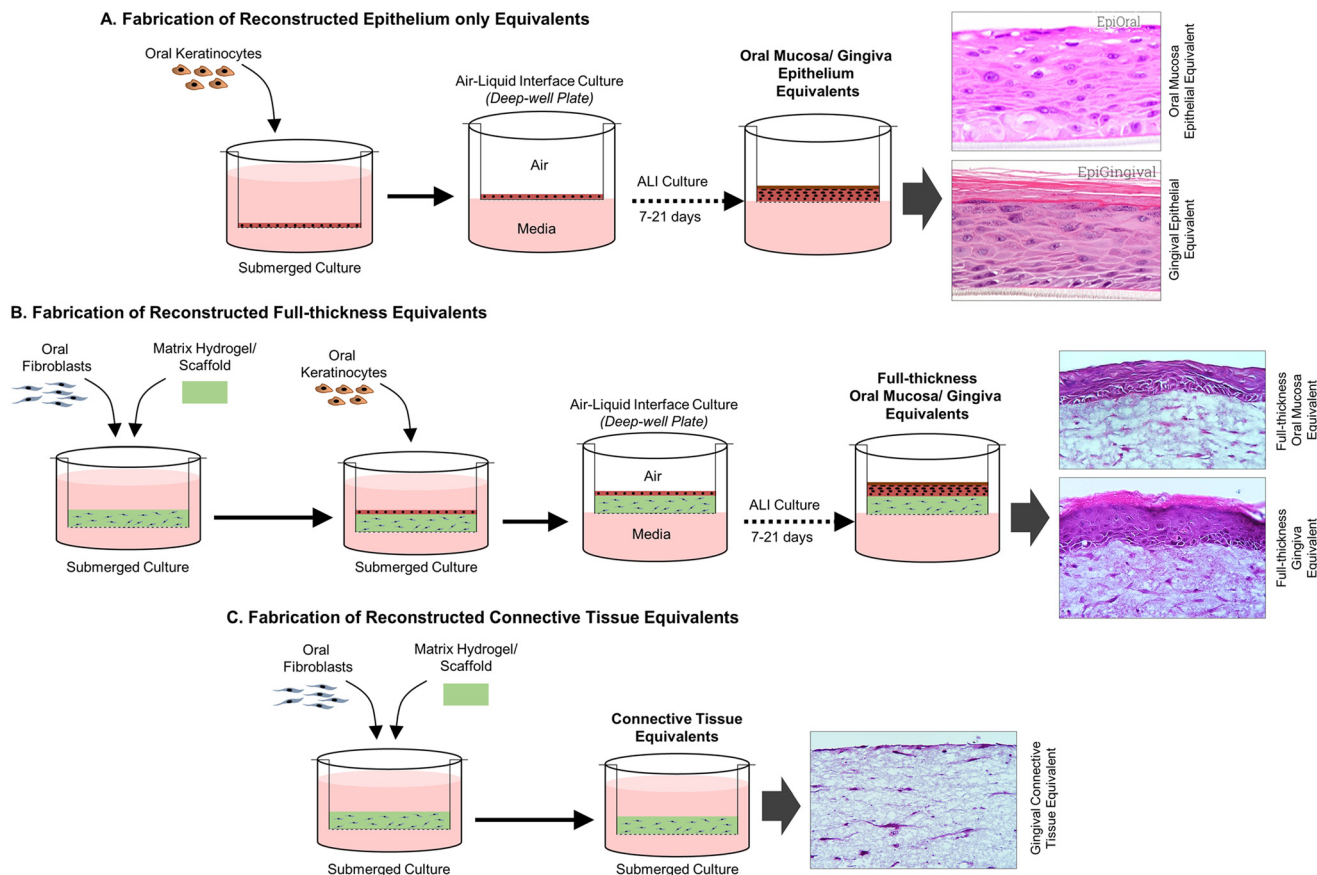 A. Fabrication of Reconstructed Epithelium only Equivalents
Oral Keratinocytes
Submerged Culture
Air-Liquid Interface Culture
(Deep-well Plate)
Air
Media
ALI Culture
7-21 days
Oral Mucosa/ Gingiva
Epithelium
Equivalents
EpiOral
Oral Mucosa
Epithelial Equivalent
EpiGingival
Gingival Epithelial
Equivalent
B. Fabrication of Reconstructed Full-thickness Equivalents
Oral
Fibroblasts
Matrix Hydrogel/
Scaffold
Submerged Culture
Oral
Keratinocytes
Submerged Culture
Air-Liquid Interface Culture
(Deep-well Plate)
Air
Media
ALI Culture
7-21 days
Full-thickness
Oral Mucosa/ Gingiva
Equivalents
Full-thickness
Oral Mucosa
Equivalent
Full-thickness
Gingiva
Equivalent
C. Fabrication of Reconstructed Connective Tissue Equivalents
Oral
Fibroblasts
Matrix Hydrogel/
Scaffold
Submerged Culture
Connective Tissue
Equivalents
Submerged Culture
Gingival Connective
Tissue Equivalent